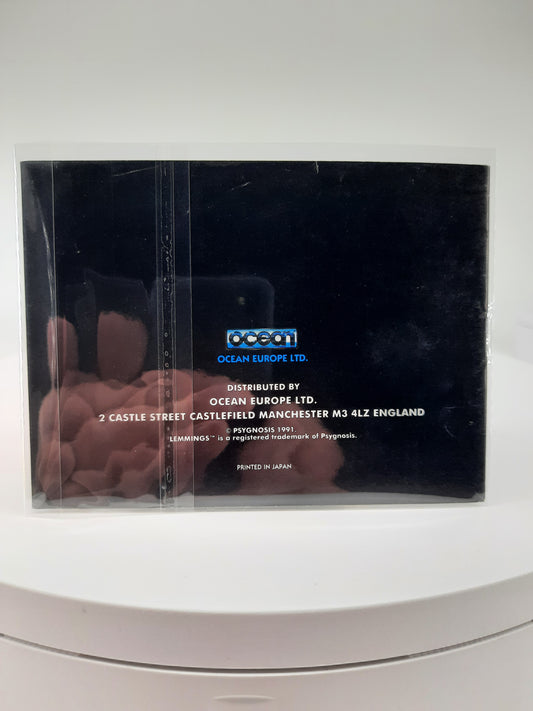 ocean
OCEAN EUROPE LTD.
DISTRIBUTED BY
OCEAN EUROPE LTD.
2 CASTLE STREET CASTLEFIELD MANCHESTER M3 4LZ ENGLAND
© PSYGNOSIS 1991.
LEMMINGS™ is a registered trademark of Psygnosis.
PRINTED IN JAPAN